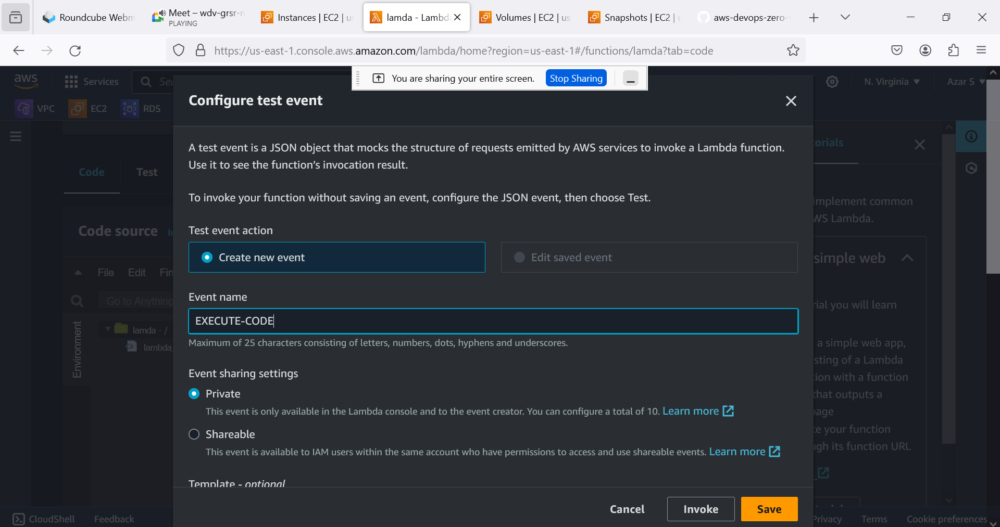 Roundcube Webm
Meet – wdv-grsr-n
PLAYING
Instances | EC2 | us
lamda - Lambda
Volumes | EC2 | us
Snapshots | EC2 | u
aws-devops-zero-t
https://us-east-1.console.aws.amazon.com/lambda/home?region=us-east-1#/functions/lamda?tab=code
You are sharing your entire screen.
Stop Sharing
aws
Services
Sea
N. Virginia
Azar S
VPC
EC2
RDS
Configure test event
A test event is a JSON object that mocks the structure of requests emitted by AWS services to invoke a Lambda function.
Use it to see the function's invocation result.
To invoke your function without saving an event, configure the JSON event, then choose Test.
Test event action
Create new event
Edit saved event
Event name
EXECUTE-CODE
Maximum of 25 characters consisting of letters, numbers, dots, hyphens and underscores.
Event sharing settings
Private
This event is only available in the Lambda console and to the event creator. You can configure a total of 10. Learn more
Shareable
This event is available to IAM users within the same account who have permissions to access and use shareable events. Learn more
Template - optional
Cancel
Invoke
Save
Code
Test
Code source
In
File
Edit
Fin
Go to Anything
Environment
lamda - /
lambda_
torials
implement common
WS Lambda.
simple web
rial you will learn
a simple web app,
sting of a Lambda
tion with a function
that outputs a
page
ke your function
ugh its function URL
CloudShell
Feedback
Privacy
Terms
Cookie preferences